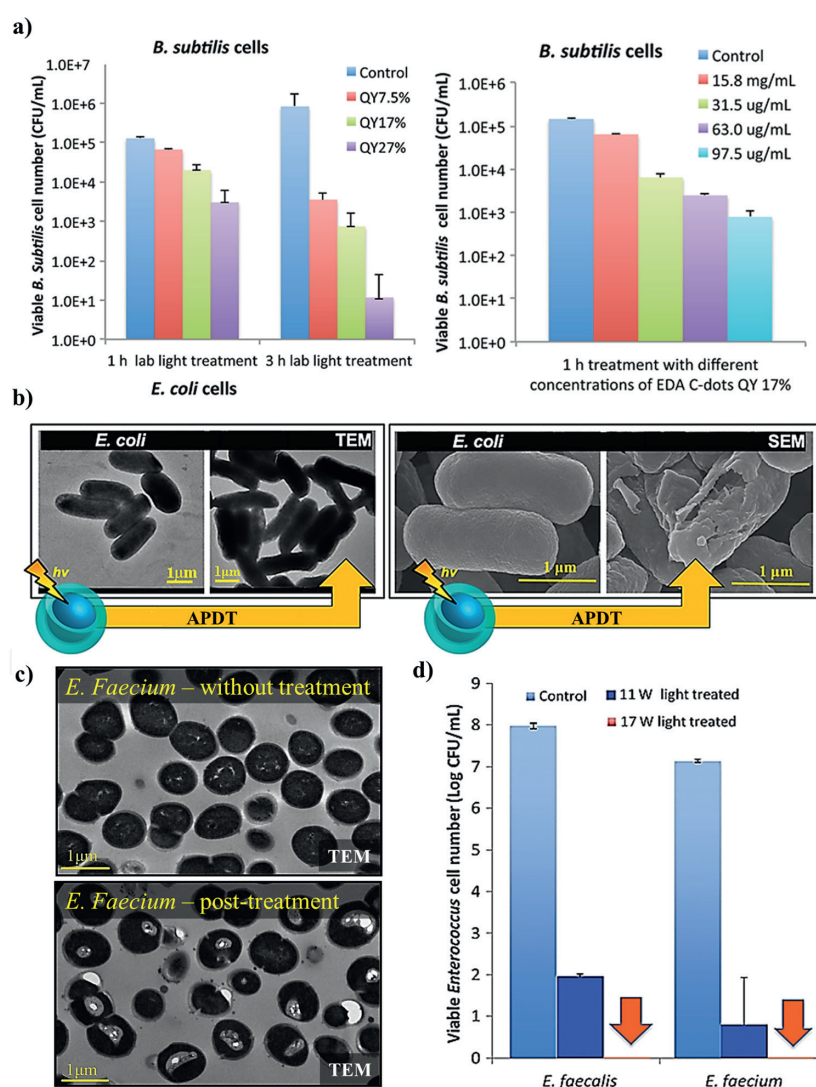 a)
B. subtilis cells
1.0E+7
1.0E+6
1.0E+5
1.0E+4
1.0E+3
1.0E+2
1.0E+1
1.0E+0
Viable B. Subtilis cell number (CFU/mL)
Control
QY7.5%
QY17%
QY27%
1 h lab light treatment
3 h lab light treatment
E. coli cells
B. subtilis cells
1.0E+6
1.0E+5
1.0E+4
1.0E+3
1.0E+2
1.0E+1
1.0E+0
Viable B. subtilis cell number (CFU/mL)
Control
15.8 mg/mL
31.5 ug/mL
63.0 ug/mL
97.5 ug/mL
1 h treatment with different
concentrations of EDA C-dots QY 17%
b)
E. coli
TEM
1µm
1µm
hv
APDT
E. coli
SEM
1 µm
1 µm
hv
APDT
c)
E. Faecium – without treatment
1µm
TEM
E. Faecium – post-treatment
1µm
TEM
d)
Control
11 W light treated
17 W light treated
9
8
7
6
5
4
3
2
1
0
Viable Enterococcus cell number (Log CFU/mL)
E. faecalis
E. faecium